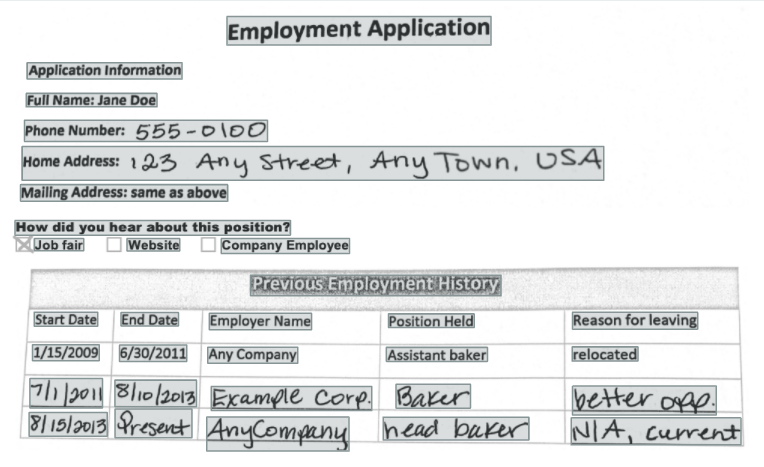 Employment Application
Application Information
Full Name: Jane Doe
Phone Number: 555-0100
Home Address: 123 Any Street, Any Town, USA
Mailing Address: same as above
How did you hear about this position?
Job fair Website Company Employee
Previous Employment History
Start Date End Date Employer Name Position Held Reason for leaving
1/15/2009 6/30/2011 Any Company Assistant baker relocated
7/1/2011 8/10/2013 Example Corp. Baker better opp.
8/15/2013 Present AnyCompany head baker N/A, current